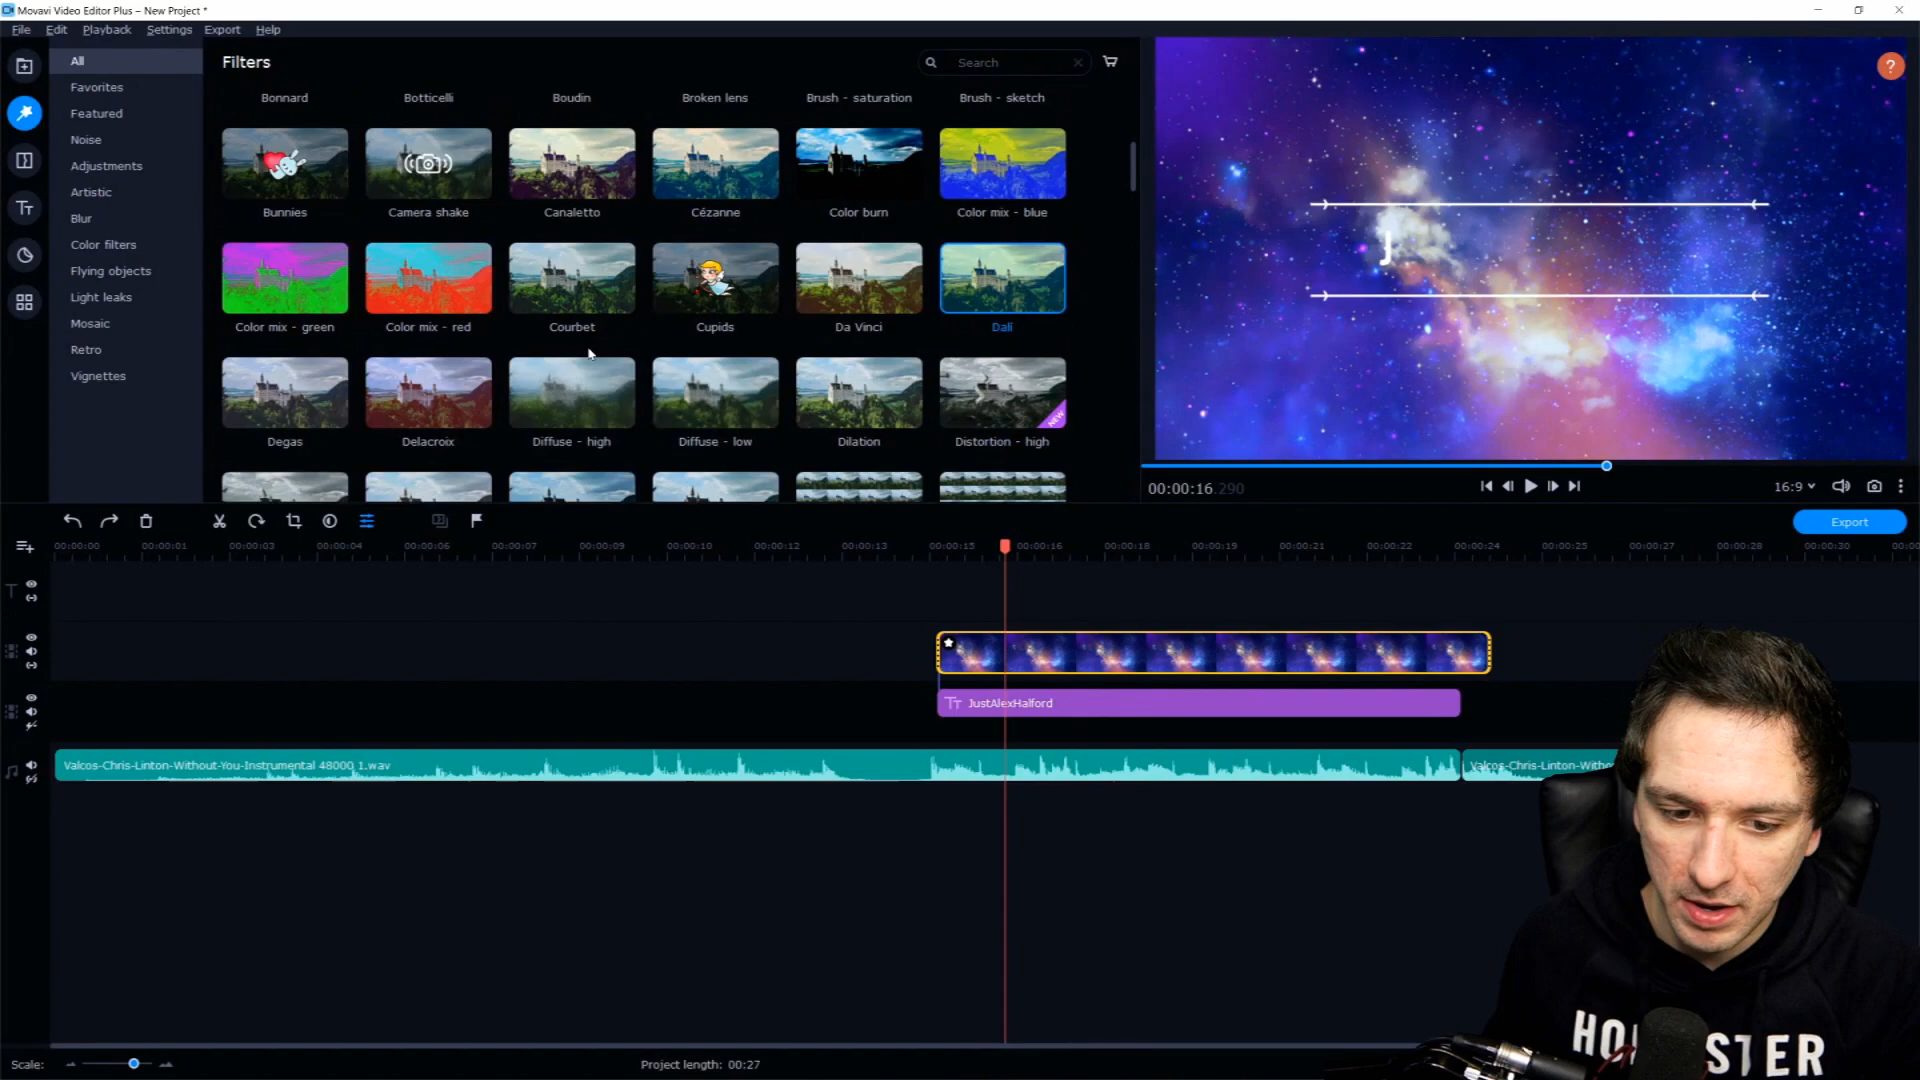 Movavi Video Editor Plus – New Project *
File Edit Playback Settings Export Help
All
Favorites
Featured
Noise
Adjustments
Artistic
Blur
Color filters
Flying objects
Light leaks
Mosaic
Retro
Vignettes
Filters
Search
Bonnard Botticelli Boudin Broken lens Brush - saturation Brush - sketch
Bunnies Camera shake Canaletto Cézanne Color burn Color mix - blue
Color mix - green Color mix - red Courbet Cupids Da Vinci Dalí
NEW
Degas Delacroix Diffuse - high Diffuse - low Dilation Distortion - high
?
J
00:00:16.290
16:9
Export
00:00:00 00:00:01 00:00:03 00:00:04 00:00:06 00:00:07 00:00:09 00:00:10 00:00:12 00:00:13 00:00:15 00:00:16 00:00:18 00:00:19 00:00:21 00:00:22 00:00:24 00:00:25 00:00:27 00:00:28 00:00:30
Tт JustAlexHalford
Valcos-Chris-Linton-Without-You-Instrumental 48000 1.wav
Valcos-Chris-Linton-Witho
Scale:
Project length: 00:27